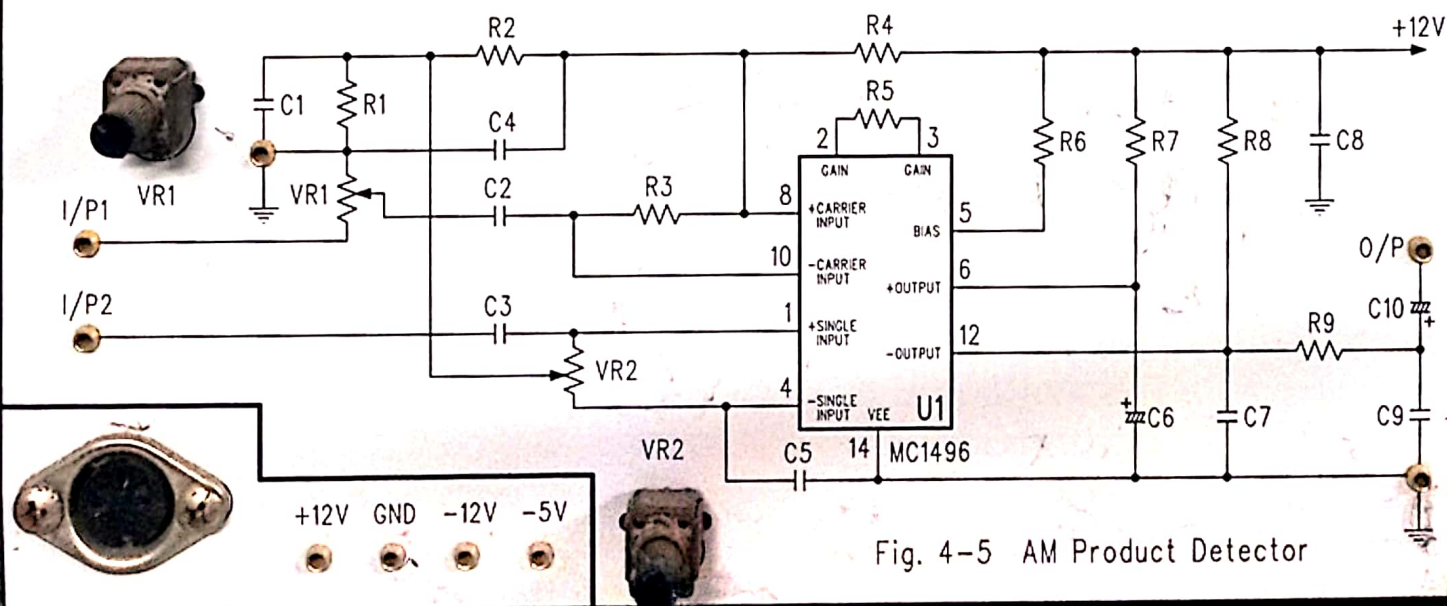 +12V
R2
R4
C1
R1
R5
C4
2
3
R6
R7
R8
C8
GAIN
GAIN
VR1
VR1
C2
R3
8
+CARRIER
INPUT
5
BIAS
I/P1
10
-CARRIER
INPUT
6
+OUTPUT
O/P
I/P2
C3
1
+SINGLE
INPUT
12
-OUTPUT
R9
C10
+
VR2
4
-SINGLE
INPUT
VEE
U1
+
C6
C7
C9
VR2
C5
14
MC1496
+12V GND -12V -5V
Fig. 4-5 AM Product Detector